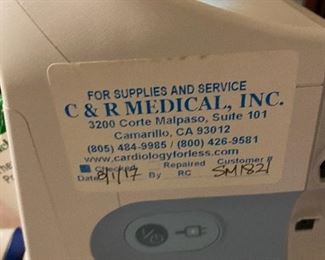 FOR SUPPLIES AND SERVICE
C & R MEDICAL, INC.
3200 Corte Malpaso, Suite 101
Camarillo, CA 93012
(805) 484-9985 / (800) 426-9581
www.cardiologyforless.com
Checked Repaired Customer #
Date 8/1/17 By RC SM1821